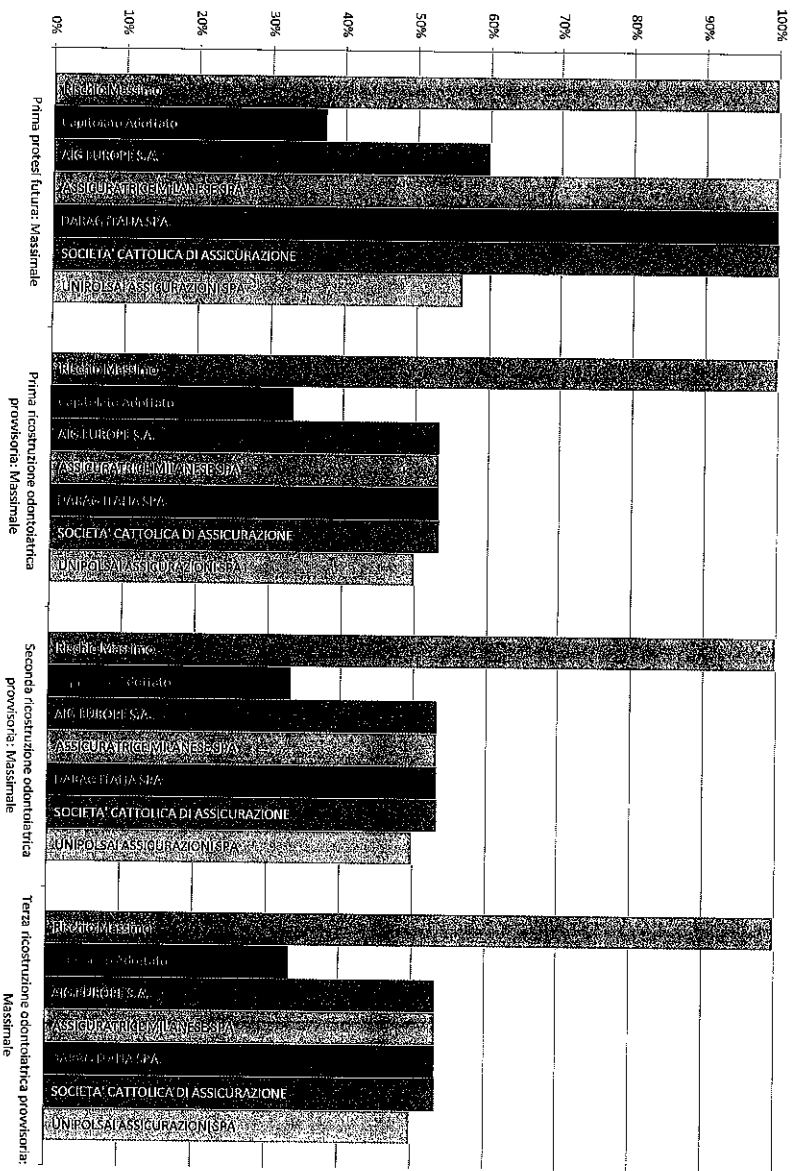 100%
90%
80%
70%
60%
50%
40%
30%
20%
10%
0%
Rischio Massimo
Capitolato Adottato
AIG EUROPE S.A.
ASSICURATRICE MILANESE SPA
DARAG ITALIA SPA
SOCIETA' CATTOLICA DI ASSICURAZIONE
UNIPOLSAI ASSICURAZIONI SPA
Prima protesi futura: Massimale
Rischio Massimo
Capitolato Adottato
AIG EUROPE S.A.
ASSICURATRICE MILANESE SPA
DARAG ITALIA SPA
SOCIETA' CATTOLICA DI ASSICURAZIONE
UNIPOLSAI ASSICURAZIONI SPA
Prima ricostruzione odontoiatrica
provvisoria: Massimale
Rischio Massimo
Adottato
AIG EUROPE S.A.
ASSICURATRICE MILANESE SPA
DARAG ITALIA SPA
SOCIETA' CATTOLICA DI ASSICURAZIONE
UNIPOLSAI ASSICURAZIONI SPA
Seconda ricostruzione odontoiatrica
provvisoria: Massimale
Rischio Massimo
Adottato
AIG EUROPE S.A.
ASSICURATRICE MILANESE SPA
DARAG ITALIA SPA
SOCIETA' CATTOLICA DI ASSICURAZIONE
UNIPOLSAI ASSICURAZIONI SPA
Terza ricostruzione odontoiatrica provvisoria:
Massimale